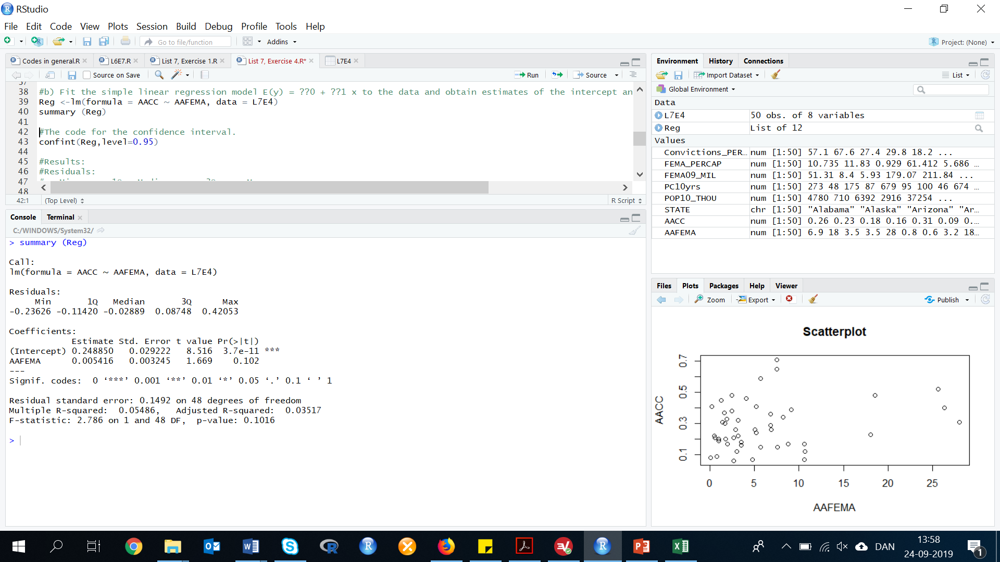 RStudio
File Edit Code View Plots Session Build Debug Profile Tools Help
Go to file/function Addins Project: (None)
Codes in general.R L6E7.R List 7, Exercise 1.R List 7, Exercise 4.R* L7E4
Source on Save Run Source
37
38 #b) Fit the simple linear regression model E(y) = ??0 + ??1 x to the data and obtain estimates of the intercept an
39 Reg <-lm(formula = AACC ~ AAFEMA, data = L7E4)
40 summary (Reg)
41
42 #The code for the confidence interval.
43 confint(Reg,level=0.95)
44
45 #Results:
46 #Residuals:
47
48
42:1 (Top Level) R Script
Console Terminal
C:/WINDOWS/System32/
> summary (Reg)
Call:
lm(formula = AACC ~ AAFEMA, data = L7E4)
Residuals:
Min 1Q Median 3Q Max
-0.23626 -0.11420 -0.02889 0.08748 0.42053
Coefficients:
Estimate Std. Error t value Pr(>|t|)
(Intercept) 0.248850 0.029222 8.516 3.7e-11 ***
AAFEMA 0.005416 0.003245 1.669 0.102
---
Signif. codes: 0 ‘***’ 0.001 ‘**’ 0.01 ‘*’ 0.05 ‘.’ 0.1 ‘ ’ 1
Residual standard error: 0.1492 on 48 degrees of freedom
Multiple R-squared: 0.05486, Adjusted R-squared: 0.03517
F-statistic: 2.786 on 1 and 48 DF, p-value: 0.1016
>
Environment History Connections
Import Dataset List
Global Environment
Data
L7E4 50 obs. of 8 variables
Reg List of 12
Values
Convictions_PER… num [1:50] 57.1 67.6 27.4 29.8 18.2 ...
FEMA_PERCAP num [1:50] 10.735 11.83 0.929 61.412 5.686 …
FEMA09_MIL num [1:50] 51.31 8.4 5.93 179.07 211.84 ...
PC10yrs num [1:50] 273 48 175 87 679 95 100 46 674 …
POP10_THOU num [1:50] 4780 710 6392 2916 37254 ...
STATE chr [1:50] "Alabama" "Alaska" "Arizona" "Ar…
AACC num [1:50] 0.26 0.23 0.18 0.16 0.31 0.09 0.…
AAFEMA num [1:50] 6.9 18 3.5 3.5 28 0.8 0.6 3.2 18…
Files Plots Packages Help Viewer
Zoom Export Publish
Scatterplot
AACC
0.7
0.5
0.3
0.1
0 5 10 15 20 25
AAFEMA
DAN
13:58
24-09-2019
1